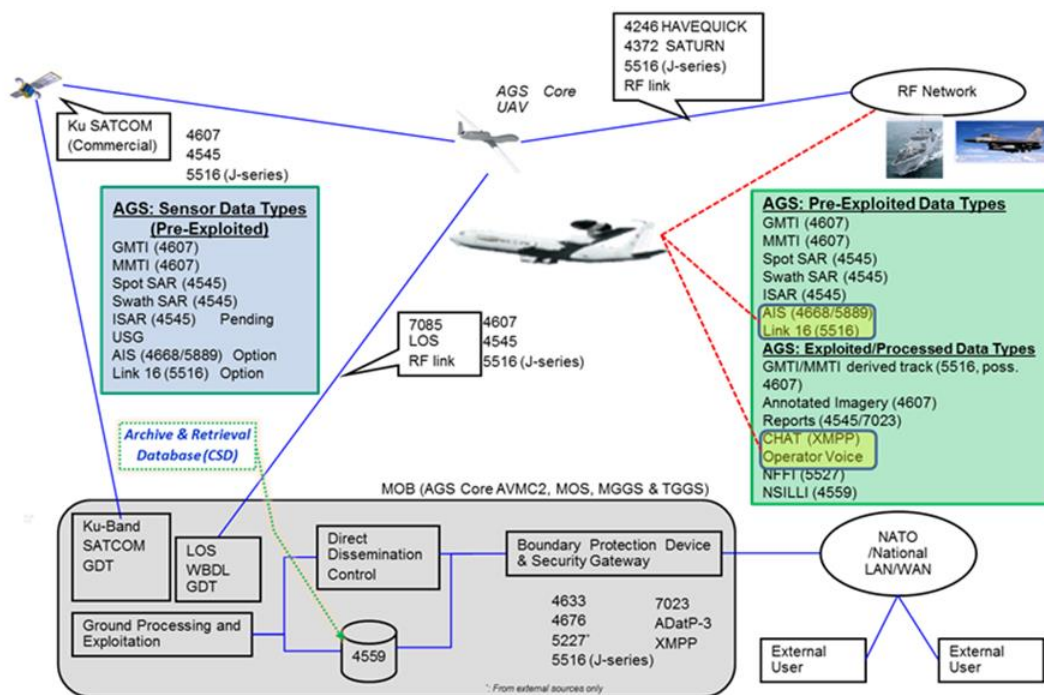 4246 HAVEQUICK
4372 SATURN
5516 (J-series)
RF link
AGS Core
UAV
RF Network
Ku SATCOM
(Commercial)
4607
4545
5516 (J-series)
AGS: Sensor Data Types
(Pre-Exploited)
GMTI (4607)
MMTI (4607)
Spot SAR (4545)
Swath SAR (4545)
ISAR (4545) Pending
USG
AIS (4668/5889) Option
Link 16 (5516) Option
7085
LOS
RF link
4607
4545
5516 (J-series)
AGS: Pre-Exploited Data Types
GMTI (4607)
MMTI (4607)
Spot SAR (4545)
Swath SAR (4545)
ISAR (4545)
AIS (4668/5889)
Link 16 (5516)
AGS: Exploited/Processed Data Types
GMTI/MMTI derived track (5516, poss.
4607)
Annotated Imagery (4607)
Reports (4545/7023)
CHAT (XMPP)
Operator Voice
NFFI (5527)
NSILLI (4559)
Archive & Retrieval
Database (CSD)
MOB (AGS Core AVMC2, MOS, MGGS & TGGS)
Ku-Band
SATCOM
GDT
LOS
WBDL
GDT
Direct
Dissemination
Control
Boundary Protection Device
& Security Gateway
NATO
/National
LAN/WAN
Ground Processing and
Exploitation
4559
4633 7023
4676 ADatP-3
5227* XMPP
5516 (J-series)
External
User
External
User
*: From external sources only